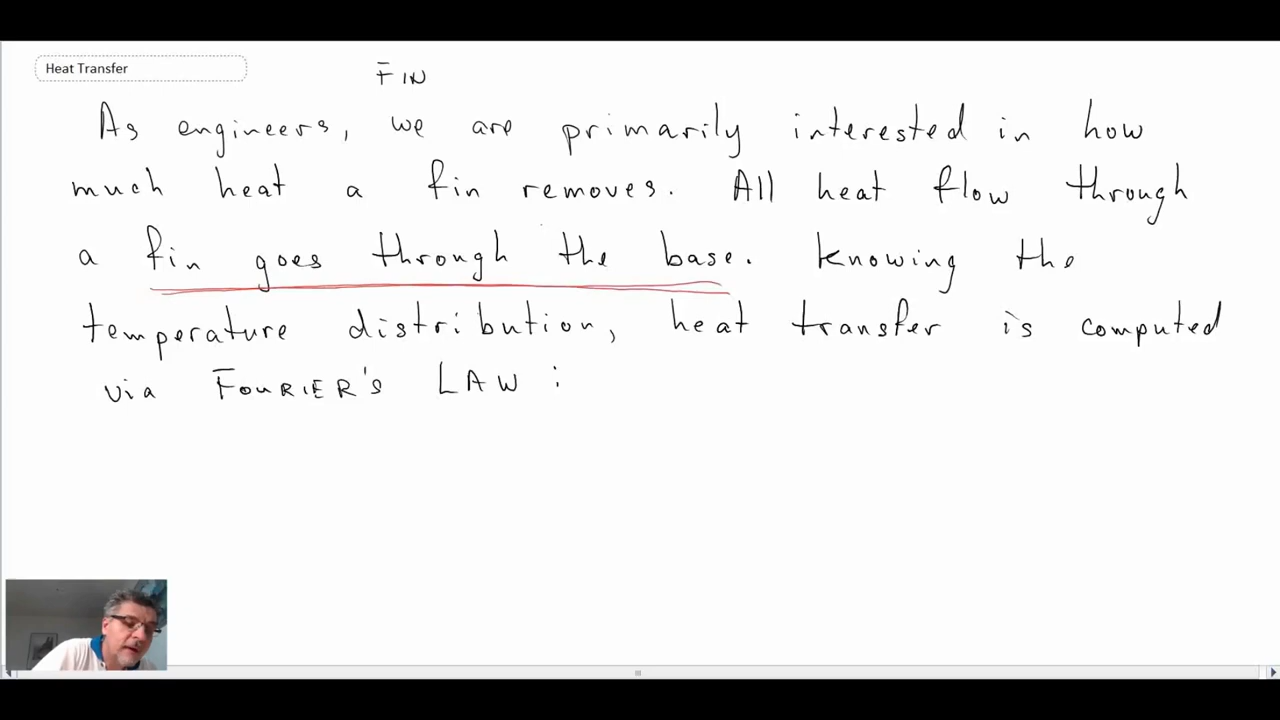 Heat Transfer
FIN
As engineers, we are primarily interested in how
much heat a fin removes. All heat flow through
a fin goes through the base. Knowing the
temperature distribution, heat transfer is computed
via FOURIER'S LAW :